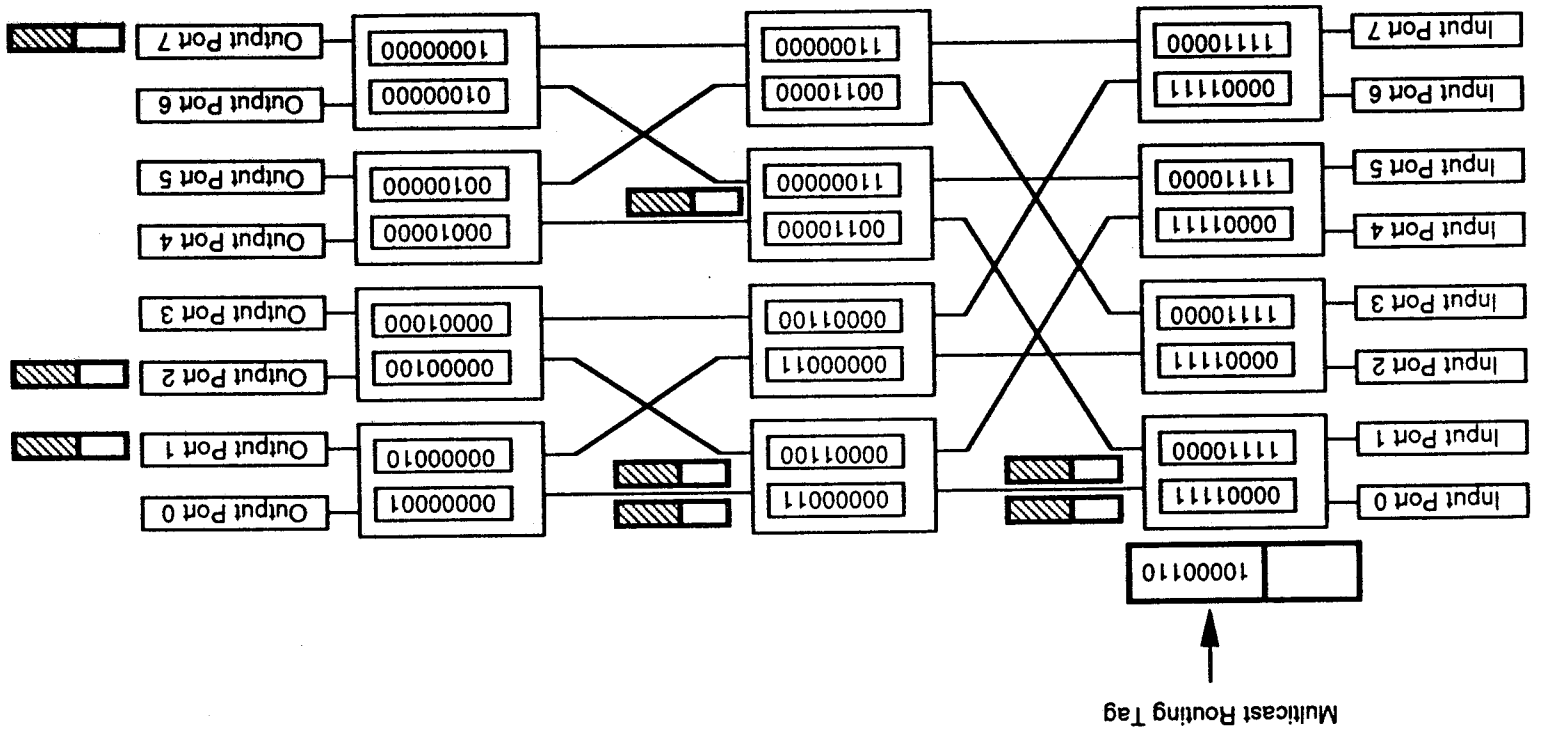 Multicast Routing Tag
10000110
Input Port 0 00001111 00000011 00000001 Output Port 0
Input Port 1 11110000 00001100 00000010 Output Port 1
Input Port 2 00001111 00000011 00000100 Output Port 2
Input Port 3 11110000 00001100 00001000 Output Port 3
Input Port 4 00001111 00110000 00010000 Output Port 4
Input Port 5 11110000 11000000 00100000 Output Port 5
Input Port 6 00001111 00110000 01000000 Output Port 6
Input Port 7 11110000 11000000 10000000 Output Port 7